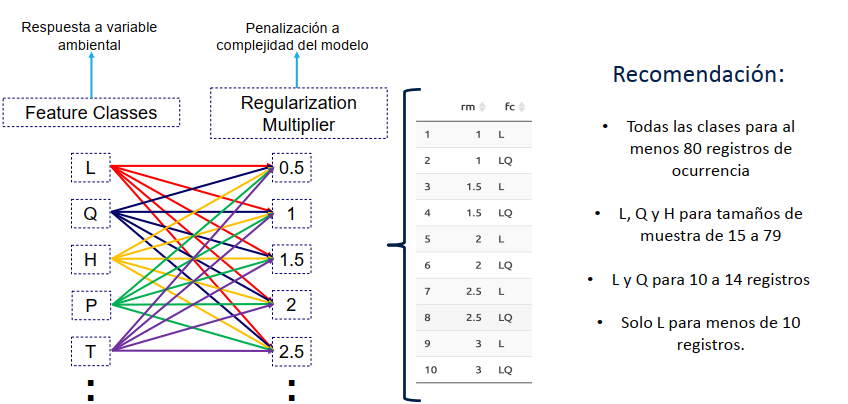 Respuesta a variable
ambiental
Penalización a
complejidad del modelo
Feature Classes
Regularization
Multiplier
L
Q
H
P
T
0.5
1
1.5
2
2.5
rm fc
1 1 L
2 1 LQ
3 1.5 L
4 1.5 LQ
5 2 L
6 2 LQ
7 2.5 L
8 2.5 LQ
9 3 L
10 3 LQ
Recomendación:
• Todas las clases para al
menos 80 registros de
ocurrencia
• L, Q y H para tamaños de
muestra de 15 a 79
• L y Q para 10 a 14 registros
• Solo L para menos de 10
registros.